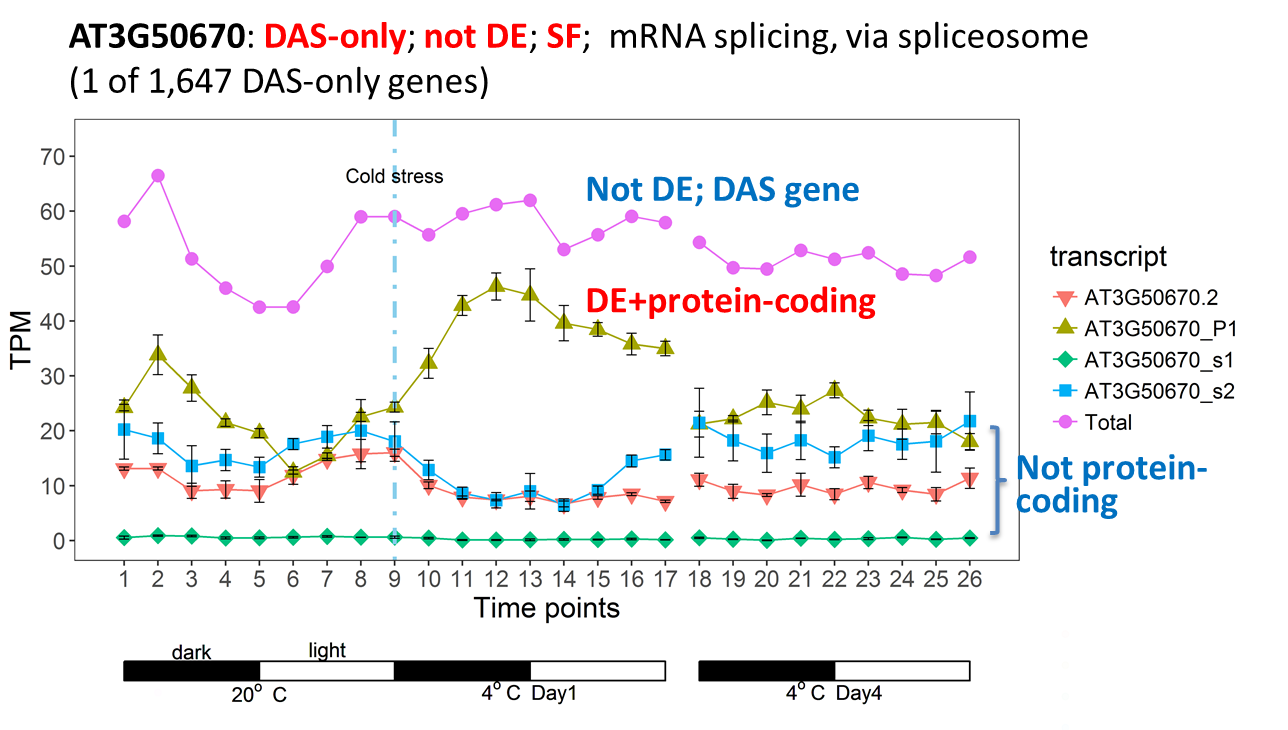 AT3G50670: DAS-only; not DE; SF; mRNA splicing, via spliceosome
(1 of 1,647 DAS-only genes)
70
60
50
40
30
20
10
0
TPM
Cold stress
Not DE; DAS gene
DE+protein-coding
transcript
AT3G50670.2
AT3G50670_P1
AT3G50670_s1
AT3G50670_s2
Total
Not protein-
coding
1 2 3 4 5 6 7 8 9 10 11 12 13 14 15 16 17 18 19 20 21 22 23 24 25 26
Time points
dark light
20° C 4° C Day1 4° C Day4